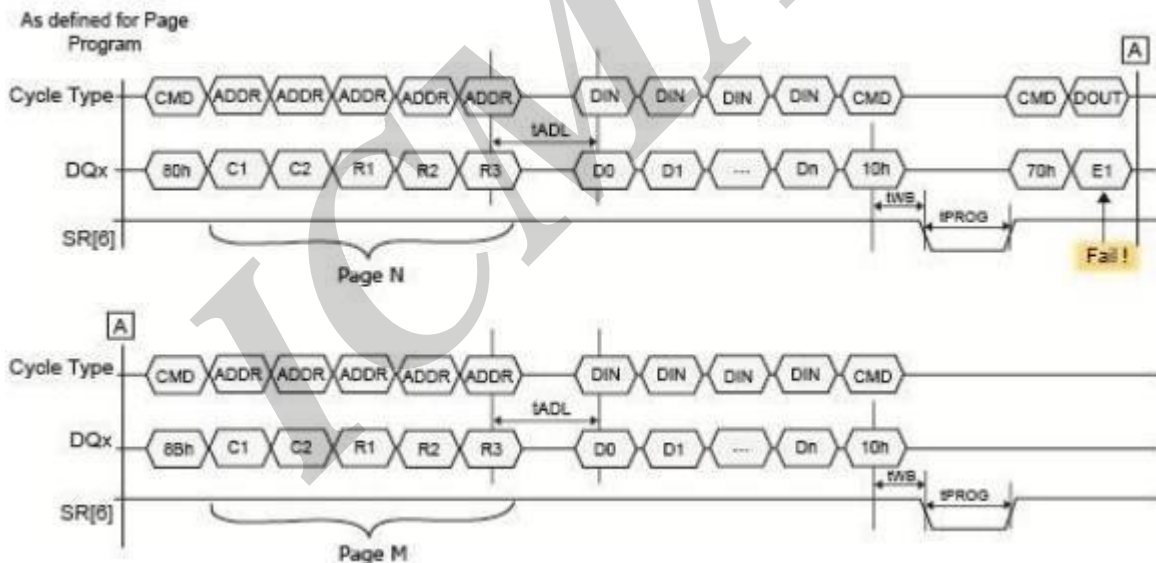 As defined for Page
Program
A
Cycle Type CMD ADDR ADDR ADDR ADDR ADDR DIN DIN DIN DIN CMD CMD DOUT
tADL
DQx 80h C1 C2 R1 R2 R3 D0 D1 --- Dn 10h 70h E1
tWB tPROG
SR[6]
Fail !
Page N
A
Cycle Type CMD ADDR ADDR ADDR ADDR ADDR DIN DIN DIN DIN CMD
tADL
DQx 8Bh C1 C2 R1 R2 R3 D0 D1 --- Dn 10h
tWB tPROG
SR[6]
Page M